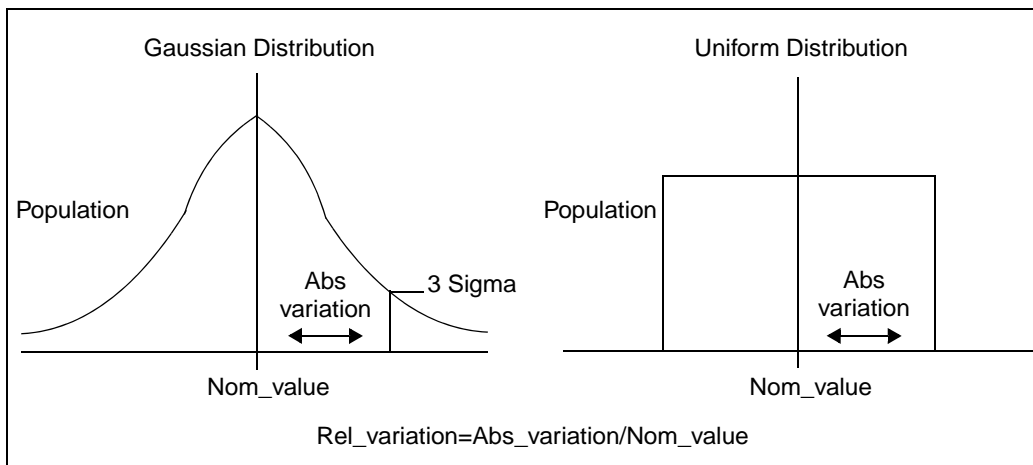 Gaussian Distribution
Population
Abs
variation
3 Sigma
Nom_value
Uniform Distribution
Population
Abs
variation
Nom_value
Rel_variation=Abs_variation/Nom_value